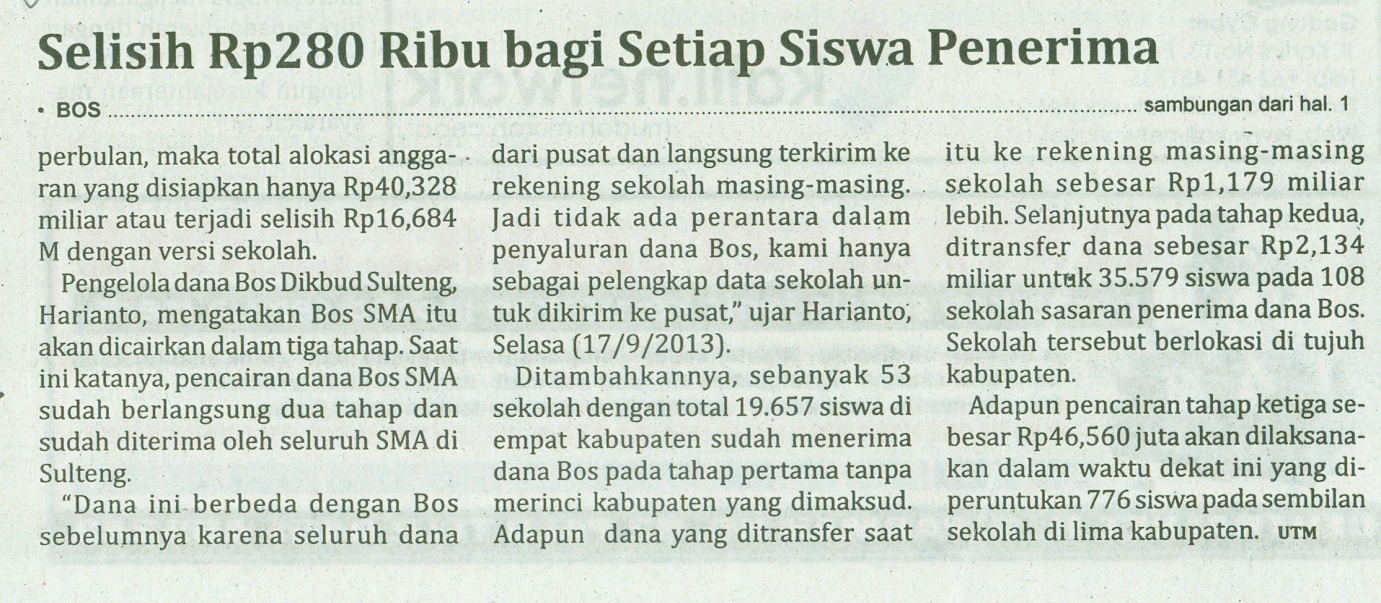 Selisih Rp280 Ribu bagi Setiap Siswa Penerima
• BOS ........ sambungan dari hal. 1
perbulan, maka total alokasi angga-
ran yang disiapkan hanya Rp40,328
miliar atau terjadi selisih Rp16,684
M dengan versi sekolah.
Pengelola dana Bos Dikbud Sulteng,
Harianto, mengatakan Bos SMA itu
akan dicairkan dalam tiga tahap. Saat
ini katanya, pencairan dana Bos SMA
sudah berlangsung dua tahap dan
sudah diterima oleh seluruh SMA di
Sulteng.
“Dana ini berbeda dengan Bos
sebelumnya karena seluruh dana
dari pusat dan langsung terkirim ke
rekening sekolah masing-masing.
Jadi tidak ada perantara dalam
penyaluran dana Bos, kami hanya
sebagai pelengkap data sekolah un-
tuk dikirim ke pusat,” ujar Harianto,
Selasa (17/9/2013).
Ditambahkannya, sebanyak 53
sekolah dengan total 19.657 siswa di
empat kabupaten sudah menerima
dana Bos pada tahap pertama tanpa
merinci kabupaten yang dimaksud.
Adapun dana yang ditransfer saat
itu ke rekening masing-masing
sekolah sebesar Rp1,179 miliar
lebih. Selanjutnya pada tahap kedua,
ditransfer dana sebesar Rp2,134
miliar untuk 35.579 siswa pada 108
sekolah sasaran penerima dana Bos.
Sekolah tersebut berlokasi di tujuh
kabupaten.
Adapun pencairan tahap ketiga se-
besar Rp46,560 juta akan dilaksana-
kan dalam waktu dekat ini yang di-
peruntukan 776 siswa pada sembilan
sekolah di lima kabupaten. UTM